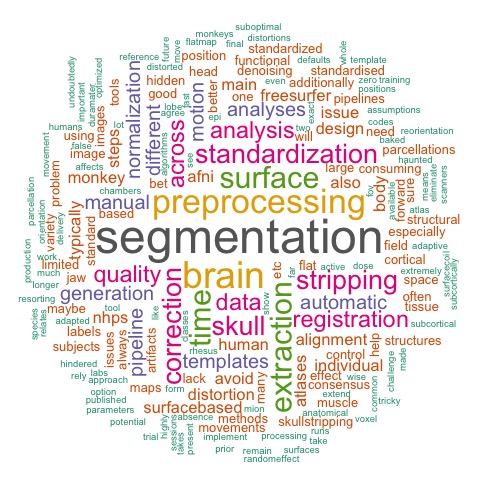 monkeys suboptimal
flatmap final distortions
reference future move position standardized defaults template whole
distorted head functional standardised zero training
undoubtedly important duramater optimized tools hidden good main denoising additionally even positions
lobe better one freesurfer pipelines exact assumptions
humans lot steps normalization different across motion agree fast epi analyses issue codes reorientation
false using images algorithms see analysis two will design need baked
movement affects image bet afni standardization parcellations haunted
parcellation orientation problem monkey chambers surface large consuming fov available body means eliminate scanners
variety delivery typically manual based preprocessing also forward sure atlas structural
production work standard segmentation especially
much limited jaw quality brain etc far flat active dose field adaptive cortical extremely surfacecoil subcortically
longer resorting maybe generation correction time data show stripping space
species relates adapted tool pipeline like classes skull automatic often tissue
labels nhps issues always artifacts rhesus human registration subcortical
hindered subjects templates extraction alignment help structures
rely labs approach maps form lack avoid many atlases effect control wise individual made challenge
option published surfacebased distortion consensus extend common tricky
parameters highly sessions absence mion methods skullstripping muscle anatomical voxel
potential trial takes present movements implement processing runs take
prior remain surfaces
randomeffect